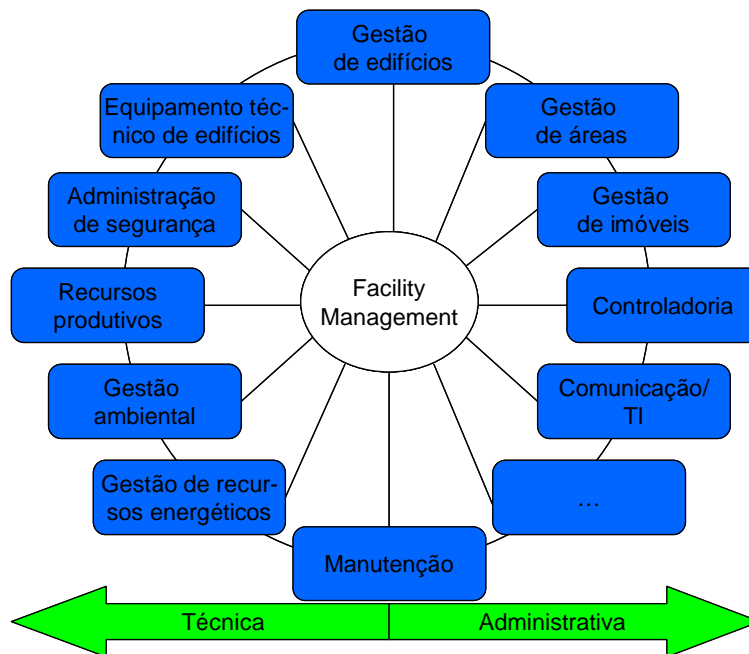 Gestão
de edifícios
Equipamento téc-
nico de edifícios
Gestão
de áreas
Administração
de segurança
Gestão
de imóveis
Recursos
produtivos
Facility
Management
Controladoria
Gestão
ambiental
Comunicação/
TI
Gestão de recur-
sos energéticos
...
Manutenção
Técnica
Administrativa